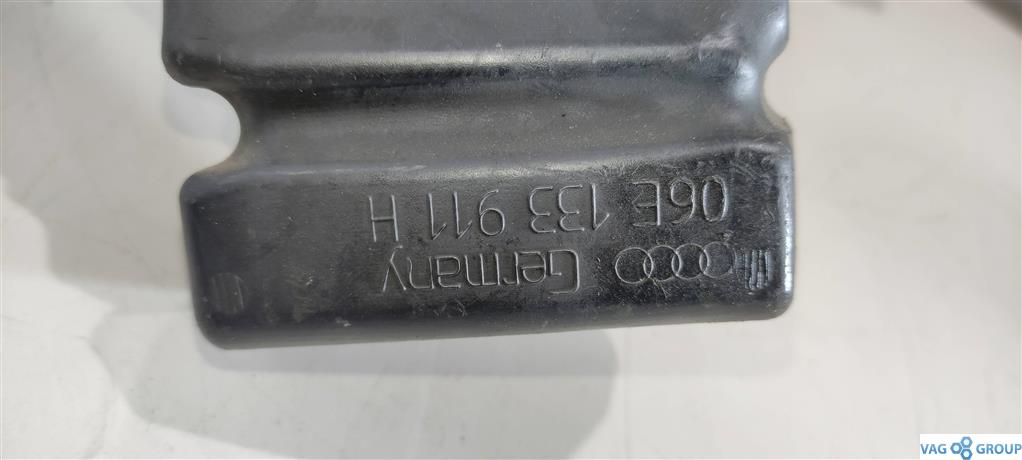 Germany
06E 133 911 H
VAG GROUP